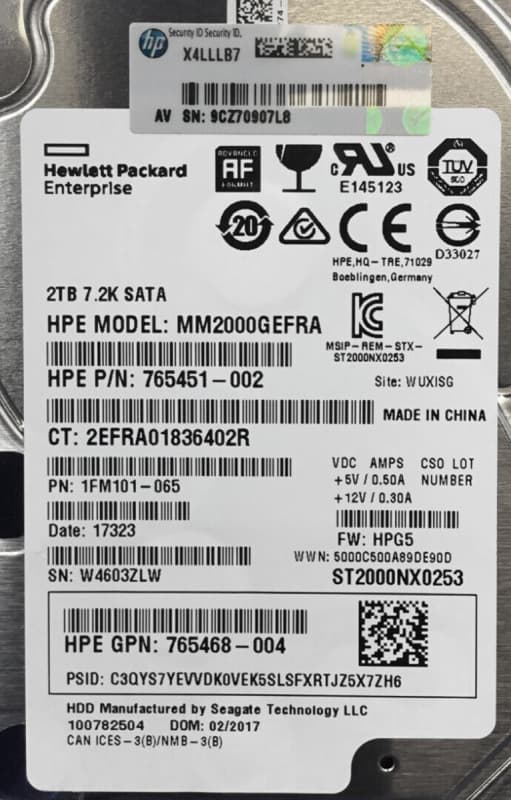 hp
Security ID Security ID.
X4LLLB7
AV SN: 9CZ70907L8
Hewlett Packard
Enterprise
ADVANCED
AF
FORMAT
c RU ® US
E145123
TÜV
SÜD
20
CE
HPE,HQ-TRE,71029
Boeblingen,Germany
D33027
2TB 7.2K SATA
HPE MODEL: MM2000GEFRA
MSIP-REM-STX-
ST2000NX0253
HPE P/N: 765451-002
Site: WUXISG
MADE IN CHINA
CT: 2EFRA01836402R
VDC AMPS CSO LOT
+5V / 0.50A NUMBER
+12V / 0.30A
PN: 1FM101-065
Date: 17323
FW: HPG5
WWN: 5000C500A89DE90D
SN: W4603ZLW
ST2000NX0253
HPE GPN: 765468-004
PSID: C3QYS7YEVVDK0VEK5SLSFXRTJZ5X7ZH6
HDD Manufactured by Seagate Technology LLC
100782504 DOM: 02/2017
CAN ICES-3(B)/NMB-3(B)